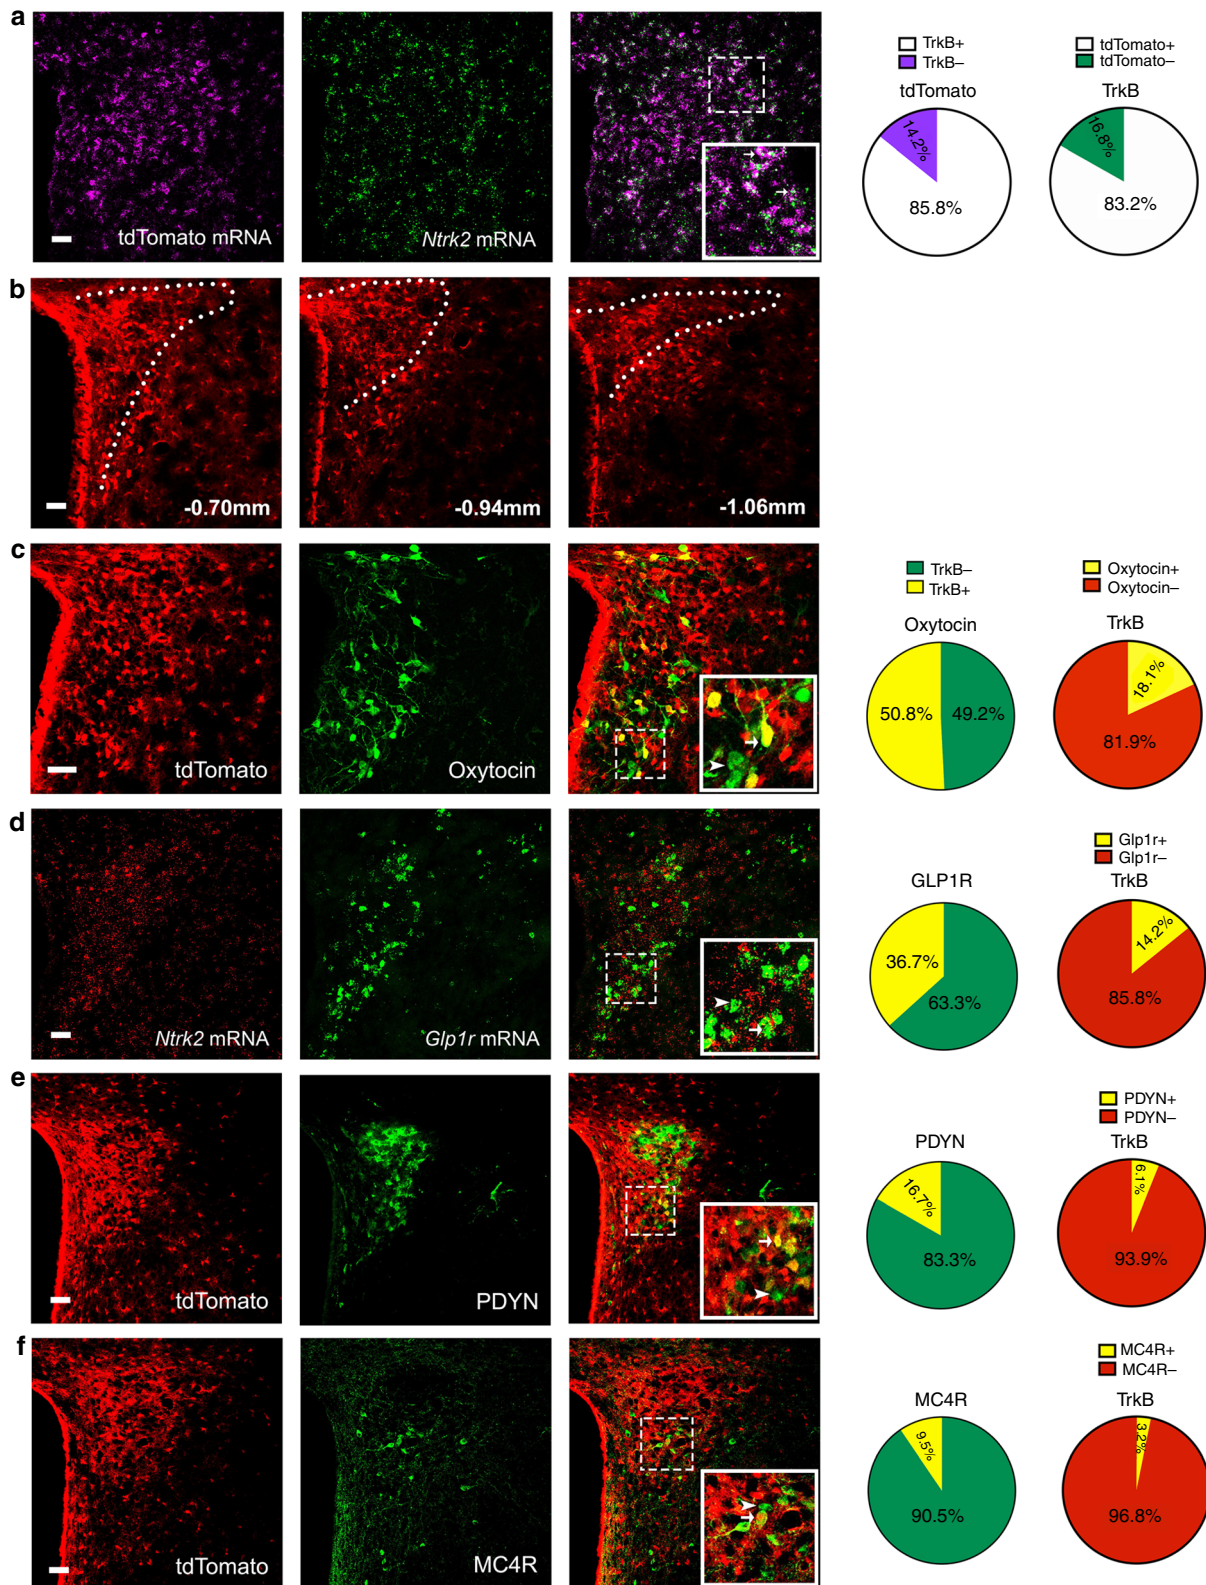 a
tdTomato mRNA
Ntrk2 mRNA
TrkB+
TrkB–
tdTomato
14.2%
85.8%
tdTomato+
tdTomato–
TrkB
16.8%
83.2%
b
-0.70mm
-0.94mm
-1.06mm
c
tdTomato
Oxytocin
TrkB–
TrkB+
Oxytocin
50.8%
49.2%
Oxytocin+
Oxytocin–
TrkB
18.1%
81.9%
d
Ntrk2 mRNA
Glp1r mRNA
GLP1R
36.7%
63.3%
Glp1r+
Glp1r–
TrkB
14.2%
85.8%
e
tdTomato
PDYN
PDYN
16.7%
83.3%
PDYN+
PDYN–
TrkB
6.1%
93.9%
f
tdTomato
MC4R
MC4R
9.5%
90.5%
MC4R+
MC4R–
TrkB
3.2%
96.8%